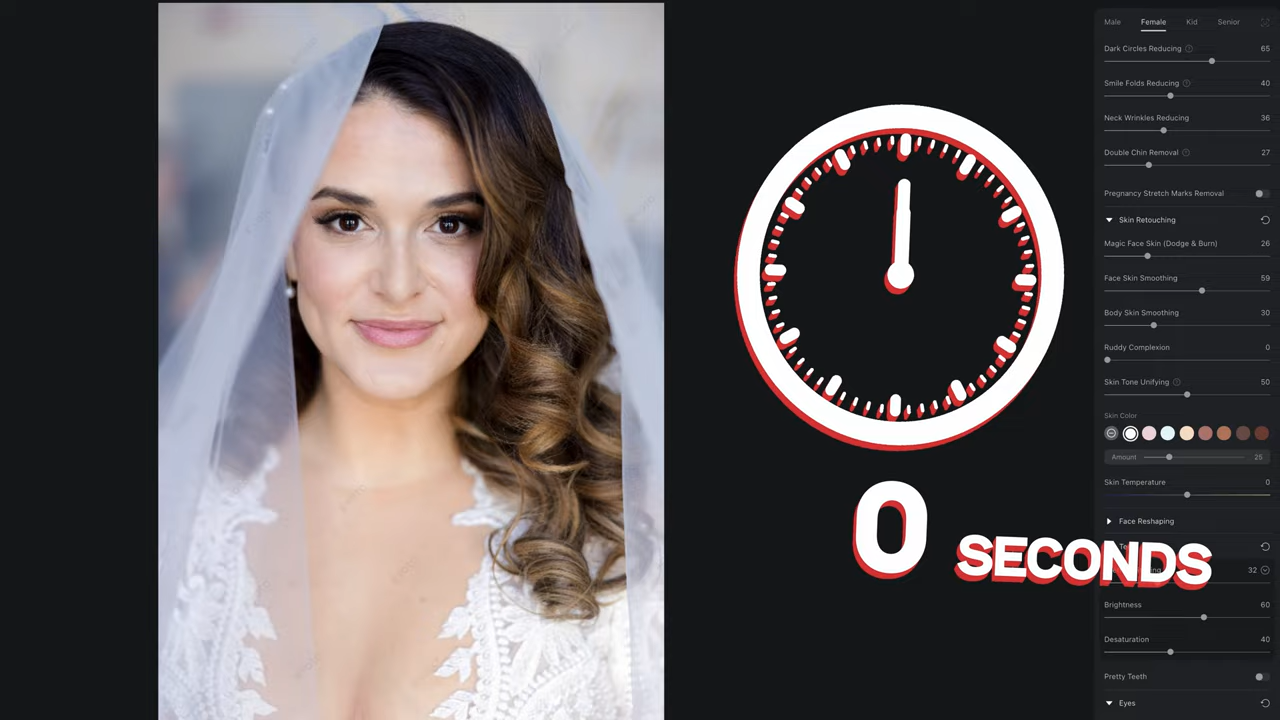 Male Female Kid Senior
Dark Circles Reducing 65
Smile Folds Reducing 40
Neck Wrinkles Reducing 36
Double Chin Removal 27
Pregnancy Stretch Marks Removal
Skin Retouching
Magic Face Skin (Dodge & Burn) 26
Face Skin Smoothing 59
Body Skin Smoothing 30
Ruddy Complexion 0
Skin Tone Unifying 50
Skin Color
Amount 25
Skin Temperature 0
Face Reshaping
0 SECONDS
32
Brightness 60
Desaturation 40
Pretty Teeth
Eyes